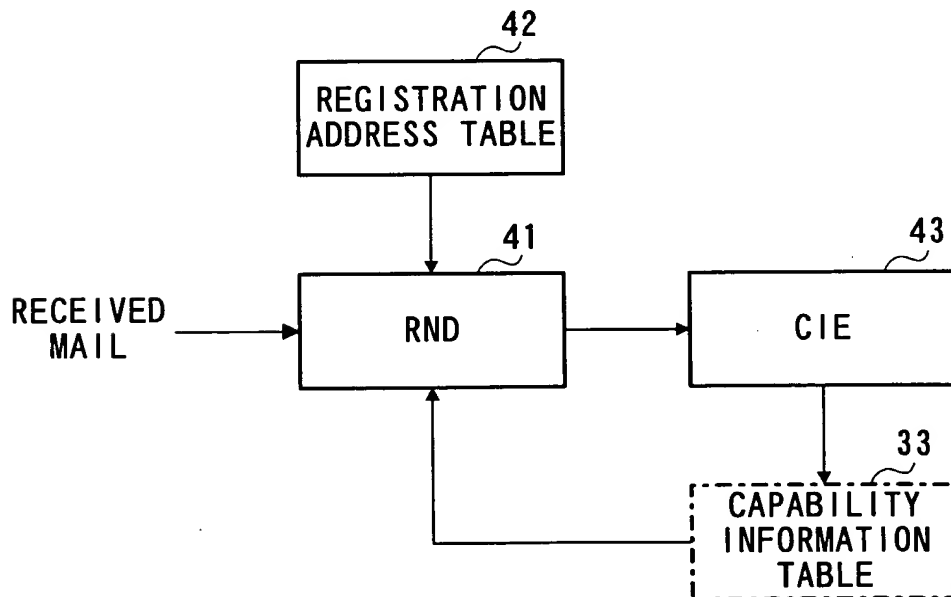 42
REGISTRATION
ADDRESS TABLE
41
43
RECEIVED
MAIL
RND
CIE
33
CAPABILITY
INFORMATION
TABLE